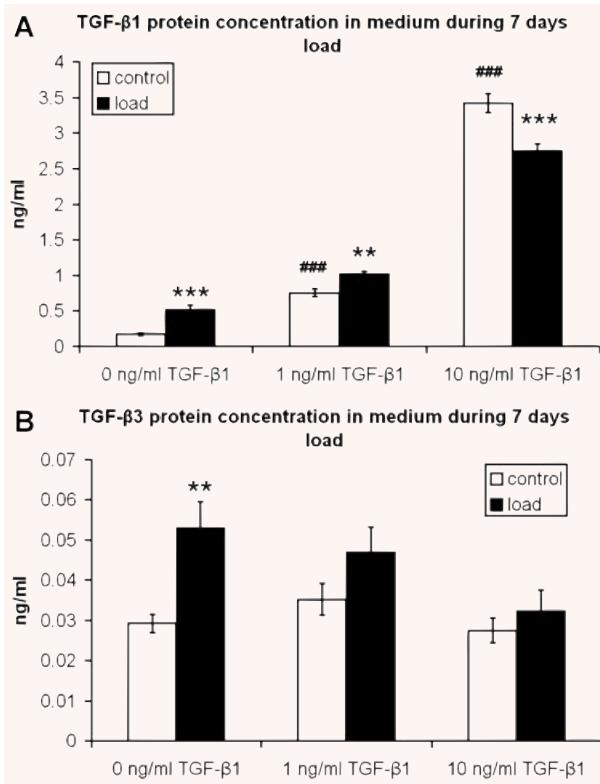 A
TGF-β1 protein concentration in medium during 7 days
load
control
load
ng/ml
4
3.5
3
2.5
2
1.5
1
0.5
0
***
###
**
###
***
0 ng/ml TGF-β1
1 ng/ml TGF-β1
10 ng/ml TGF-β1
B
TGF-β3 protein concentration in medium during 7 days
load
control
load
ng/ml
0.07
0.06
0.05
0.04
0.03
0.02
0.01
0
**
0 ng/ml TGF-β1
1 ng/ml TGF-β1
10 ng/ml TGF-β1